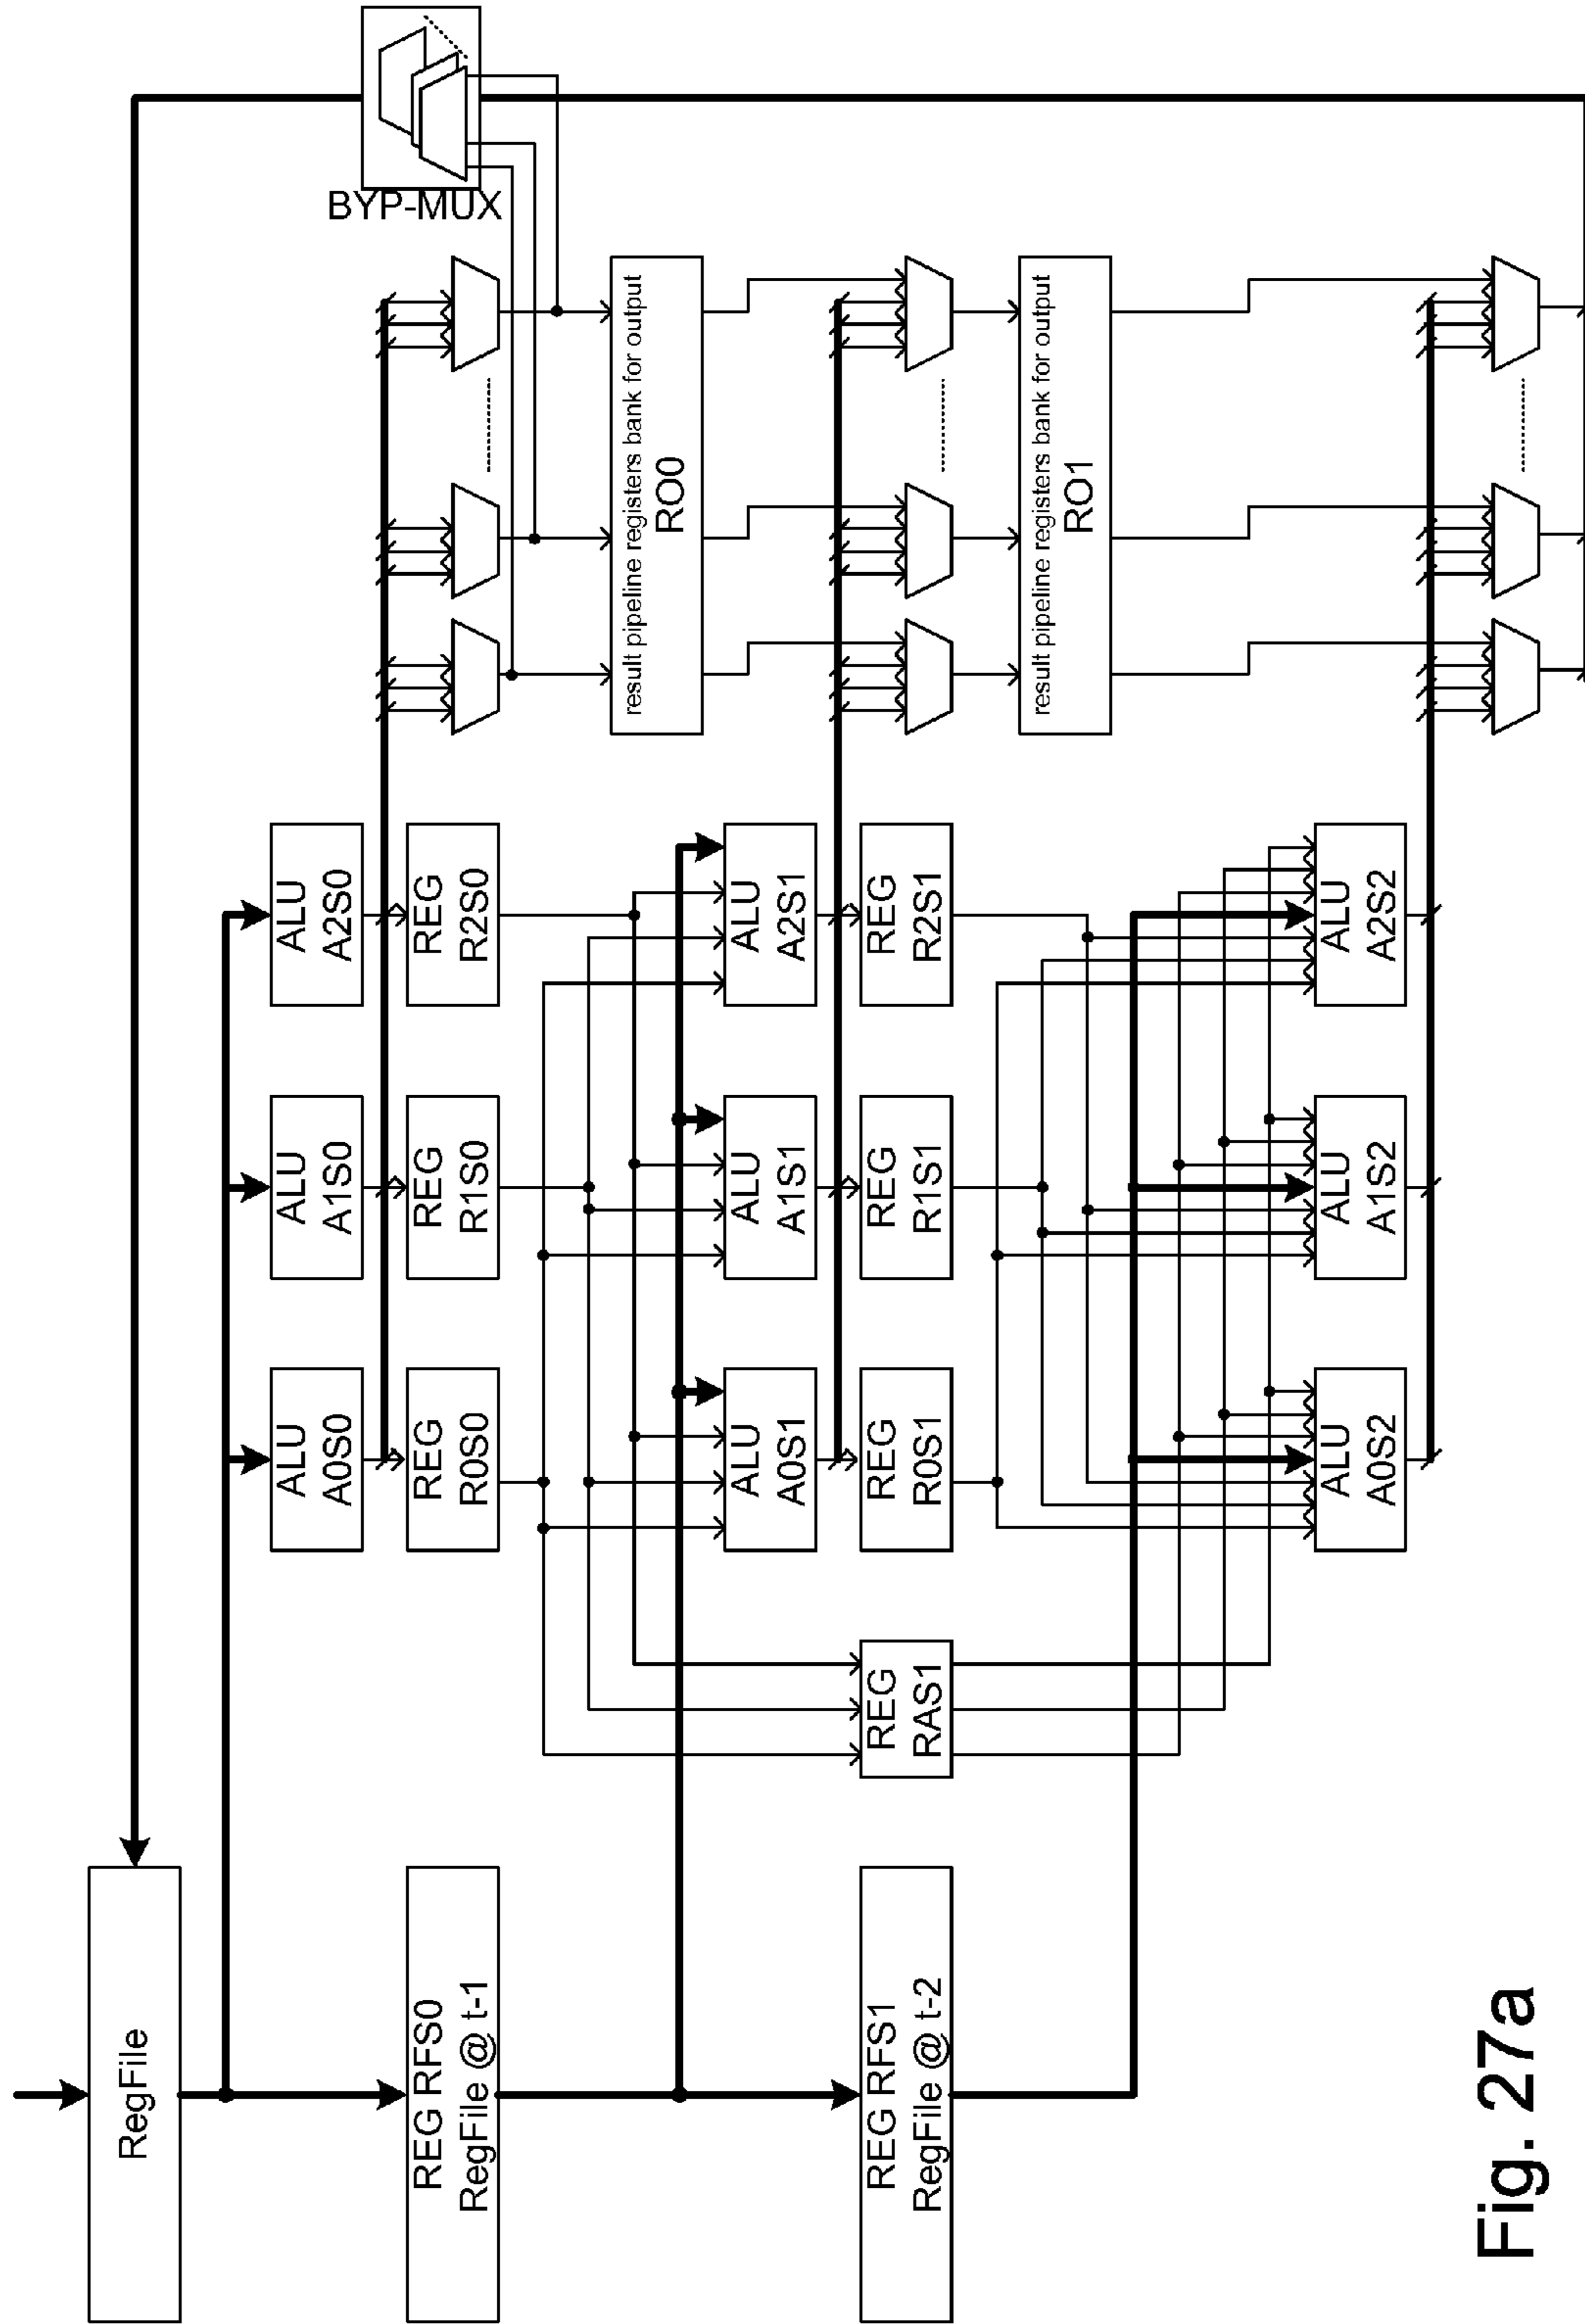 RegFile
BYP-MUX
ALU
A0S0
ALU
A1S0
ALU
A2S0
REG RFS0
RegFile @ t-1
REG
R0S0
REG
R1S0
REG
R2S0
result pipeline registers bank for output
RO0
ALU
A0S1
ALU
A1S1
ALU
A2S1
REG RFS1
RegFile @ t-2
REG
RAS1
REG
R0S1
REG
R1S1
REG
R2S1
result pipeline registers bank for output
RO1
ALU
A0S2
ALU
A1S2
ALU
A2S2
Fig. 27a